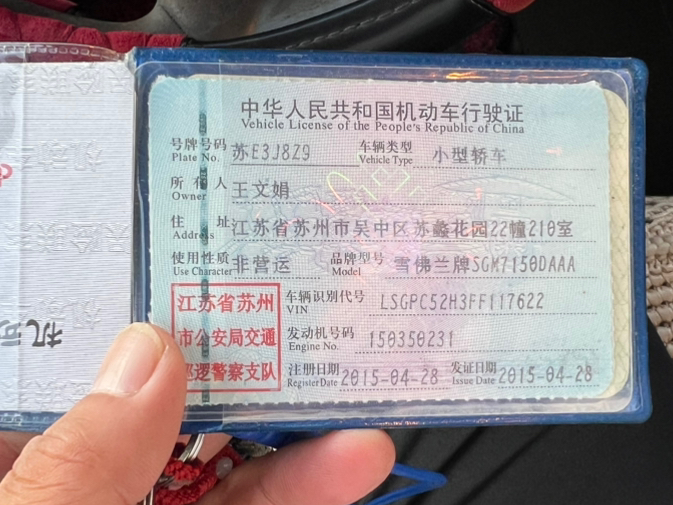 中华人民共和国机动车行驶证
Vehicle License of the People's Republic of China
号牌号码 苏E3J8Z9 车辆类型 小型轿车
Plate No. Vehicle Type
所有人 王文娟
Owner
住址 江苏省苏州市吴中区苏蠡花园22幢210室
Address
使用性质 非营运 品牌型号 雪佛兰牌SGM7150DAAA
Use Character Model
江苏省苏州
市公安局交通
巡逻警察支队
车辆识别代号 LSGPC52H3FF117622
VIN
发动机号码 150350231
Engine No.
注册日期 2015-04-28 发证日期 2015-04-28
Register Date Issue Date